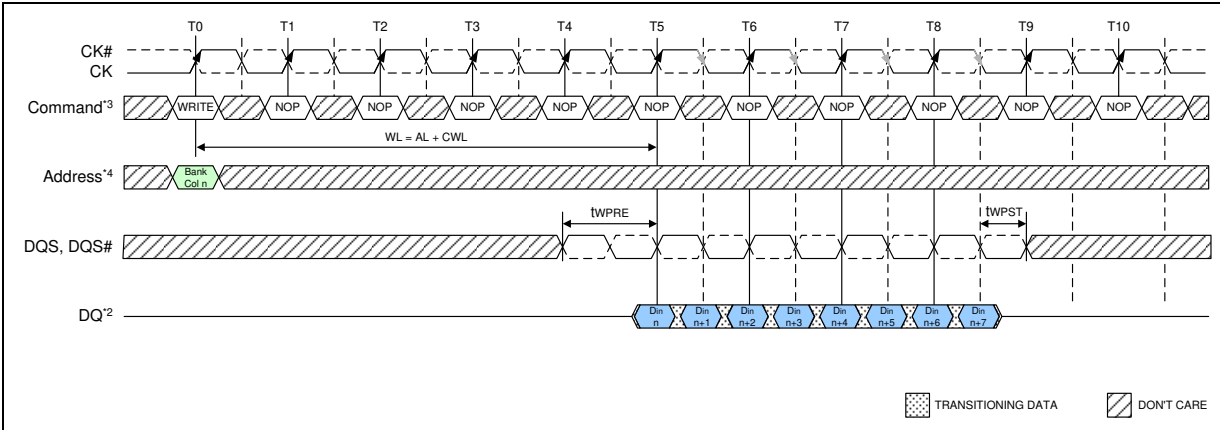 T0 T1 T2 T3 T4 T5 T6 T7 T8 T9 T10
CK#
CK
Command*3 WRITE NOP NOP NOP NOP NOP NOP NOP NOP NOP NOP
WL = AL + CWL
Address*4 Bank Col n
tWPRE tWPST
DQS, DQS#
DQ*2 Din n Din n+1 Din n+2 Din n+3 Din n+4 Din n+5 Din n+6 Din n+7
TRANSITIONING DATA DON'T CARE